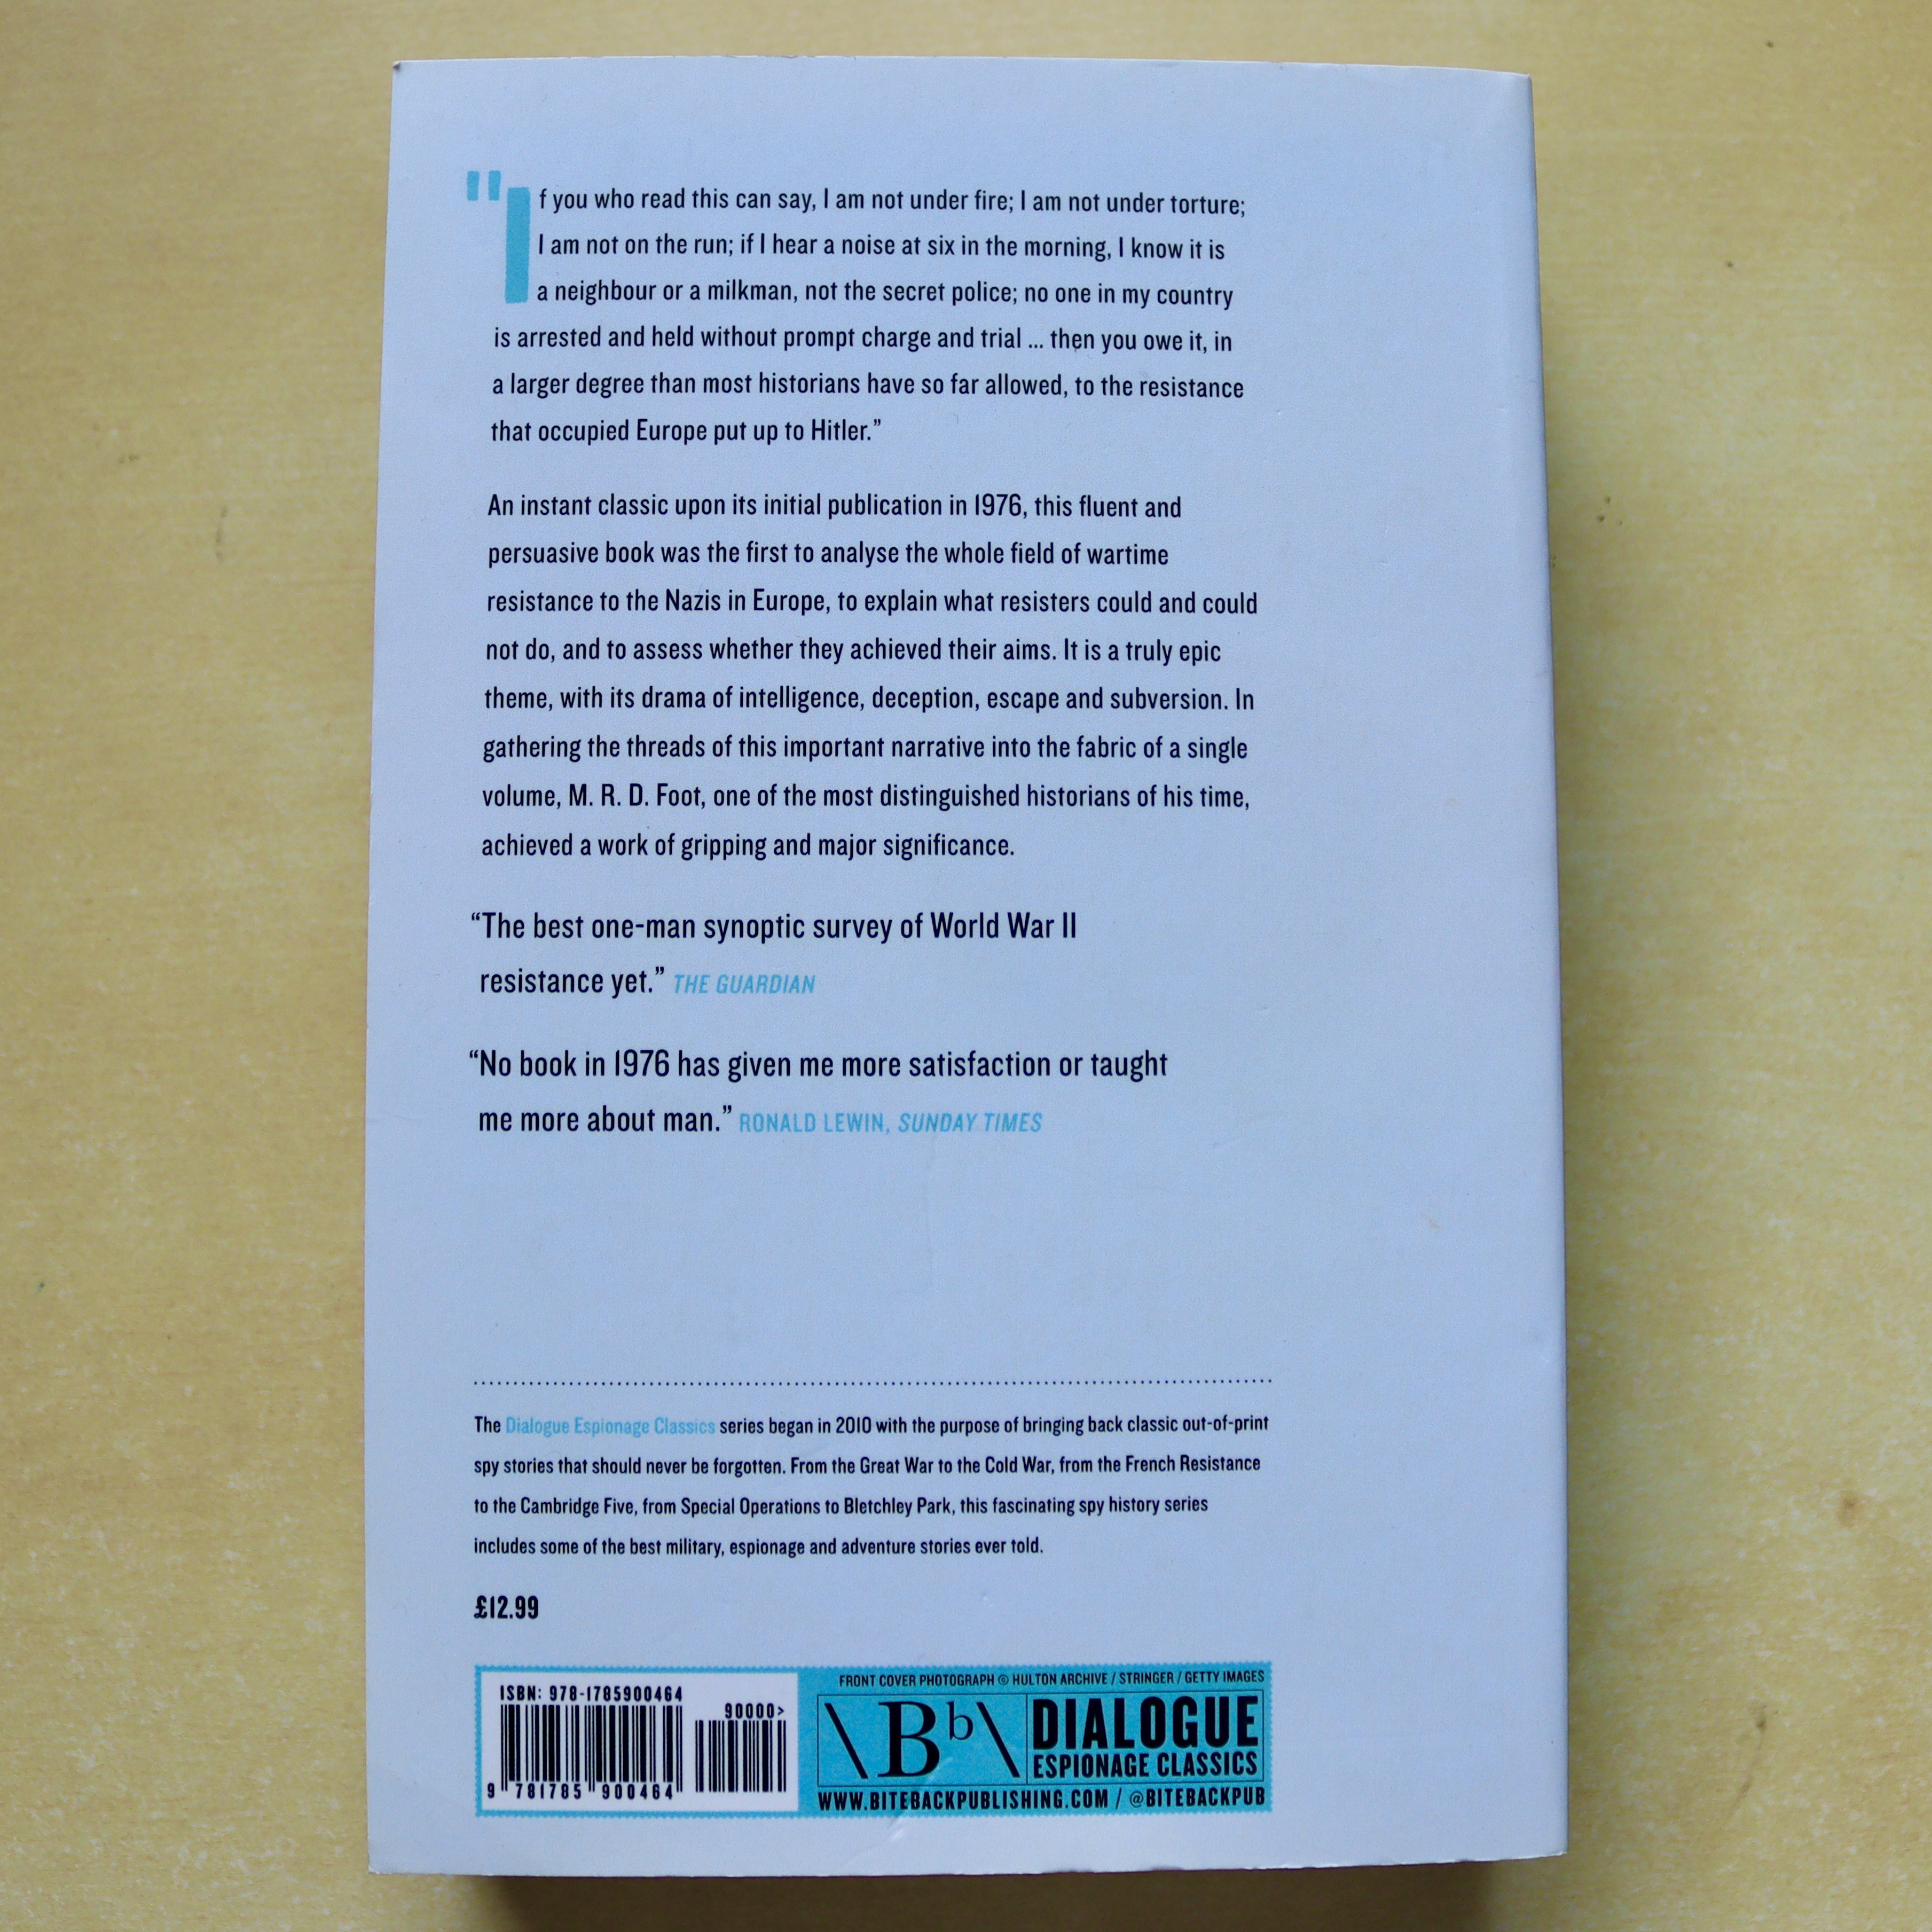 "If you who read this can say, I am not under fire; I am not under torture;
I am not on the run; if I hear a noise at six in the morning, I know it is
a neighbour or a milkman, not the secret police; no one in my country
is arrested and held without prompt charge and trial ... then you owe it, in
a larger degree than most historians have so far allowed, to the resistance
that occupied Europe put up to Hitler.”
An instant classic upon its initial publication in 1976, this fluent and
persuasive book was the first to analyse the whole field of wartime
resistance to the Nazis in Europe, to explain what resisters could and could
not do, and to assess whether they achieved their aims. It is a truly epic
theme, with its drama of intelligence, deception, escape and subversion. In
gathering the threads of this important narrative into the fabric of a single
volume, M. R. D. Foot, one of the most distinguished historians of his time,
achieved a work of gripping and major significance.
“The best one-man synoptic survey of World War II
resistance yet.” THE GUARDIAN
“No book in 1976 has given me more satisfaction or taught
me more about man.” RONALD LEWIN, SUNDAY TIMES
The Dialogue Espionage Classics series began in 2010 with the purpose of bringing back classic out-of-print
spy stories that should never be forgotten. From the Great War to the Cold War, from the French Resistance
to the Cambridge Five, from Special Operations to Bletchley Park, this fascinating spy history series
includes some of the best military, espionage and adventure stories ever told.
£12.99
ISBN: 978-1785900464
90000>
9 781785 900464
FRONT COVER PHOTOGRAPH © HULTON ARCHIVE / STRINGER / GETTY IMAGES
\Bb\ DIALOGUE
ESPIONAGE CLASSICS
WWW.BITEBACKPUBLISHING.COM / @BITEBACKPUB